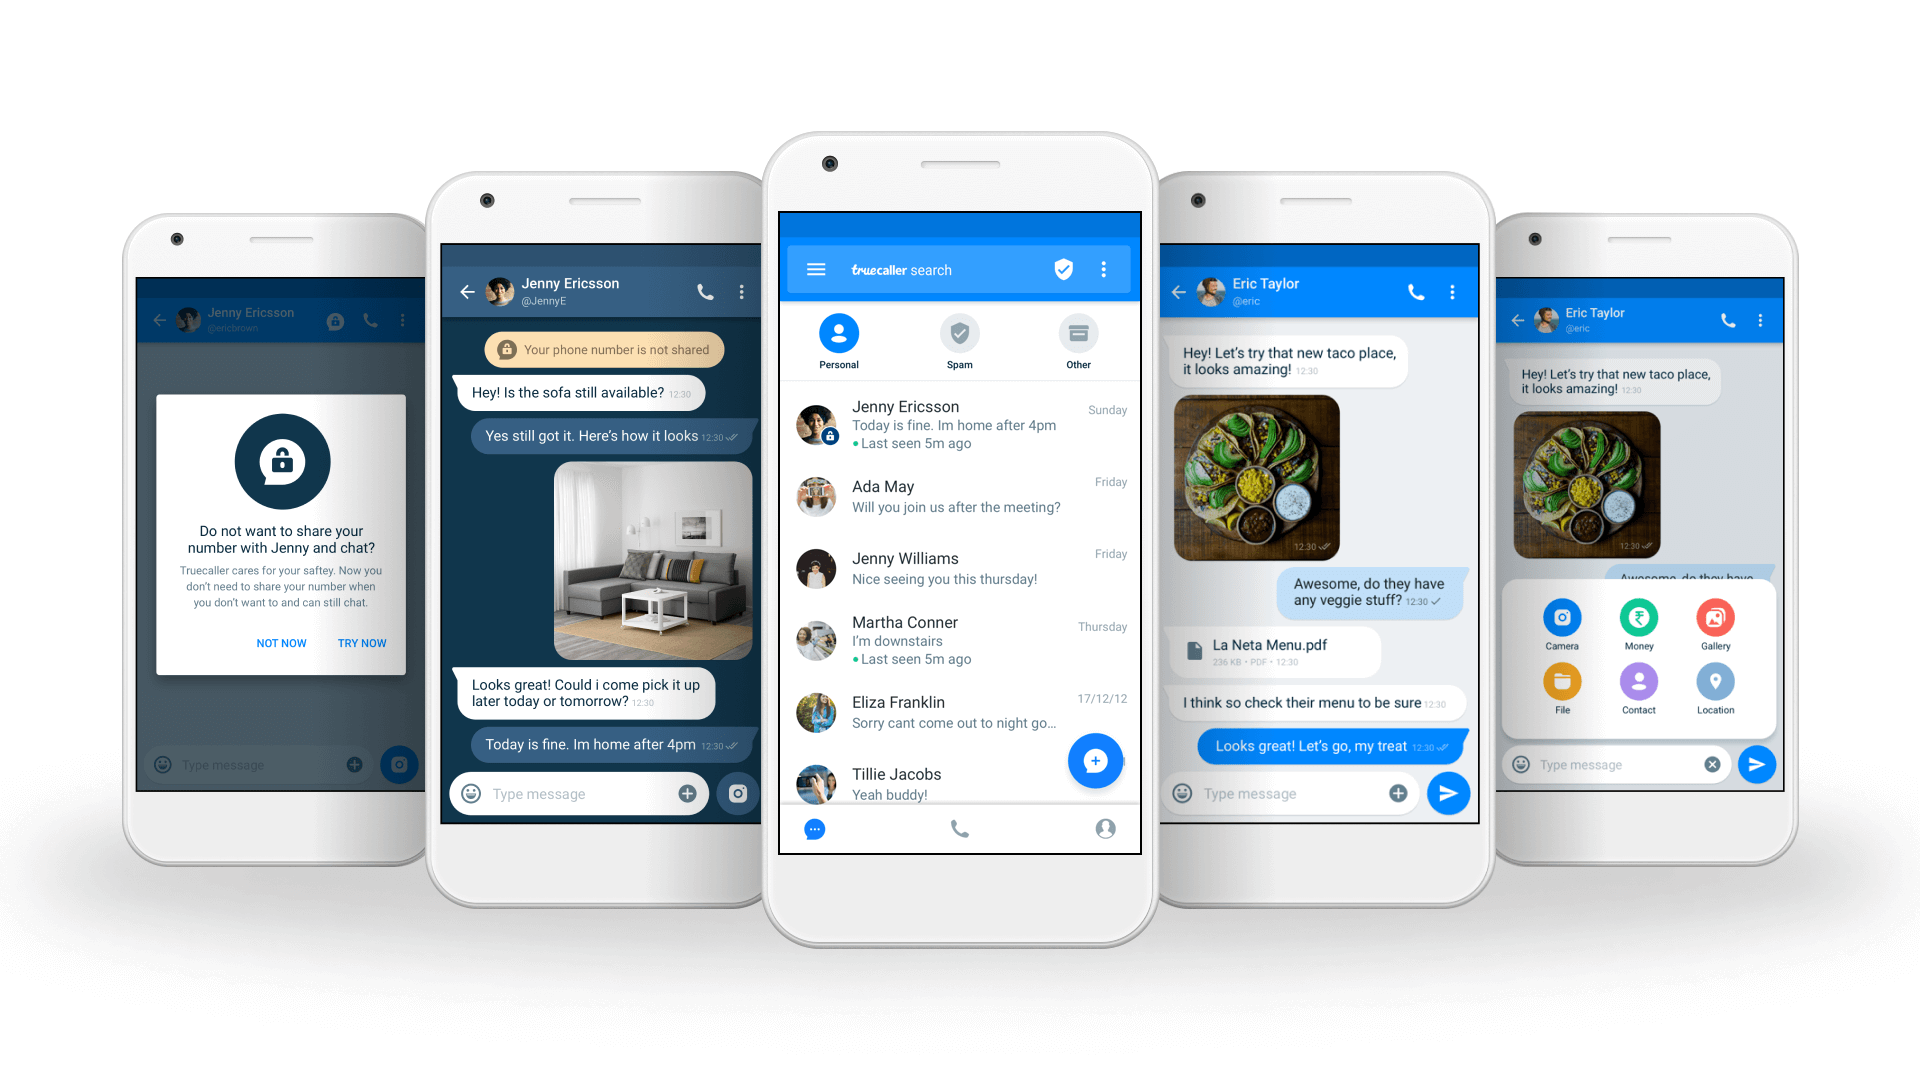 Jenny Ericsson
@ericbrown
Do not want to share your
number with Jenny and chat?
Truecaller cares for your saftey. Now you
don't need to share your number when
you don't want to and can still chat.
NOT NOW TRY NOW
Type message
Jenny Ericsson
@JennyE
Your phone number is not shared
Hey! Is the sofa still available? 12:30
Yes still got it. Here's how it looks 12:30
Looks great! Could i come pick it up
later today or tomorrow? 12:30
Today is fine. Im home after 4pm 12:30
Type message
truecaller search
Personal Spam Other
Jenny Ericsson Sunday
Today is fine. Im home after 4pm
Last seen 5m ago
Ada May Friday
Will you join us after the meeting?
Jenny Williams Friday
Nice seeing you this thursday!
Martha Conner Thursday
I'm downstairs
Last seen 5m ago
Eliza Franklin 17/12/12
Sorry cant come out to night go...
Tillie Jacobs
Yeah buddy!
Eric Taylor
@eric
Hey! Let's try that new taco place,
it looks amazing! 12:30
12:30
Awesome, do they have
any veggie stuff? 12:30
La Neta Menu.pdf
236 KB • PDF • 12:30
I think so check their menu to be sure 12:30
Looks great! Let's go, my treat 12:30
Type message
Eric Taylor
@eric
Hey! Let's try that new taco place,
it looks amazing! 12:30
12:30
Awesome, do they have
Camera Money Gallery
File Contact Location
Type message